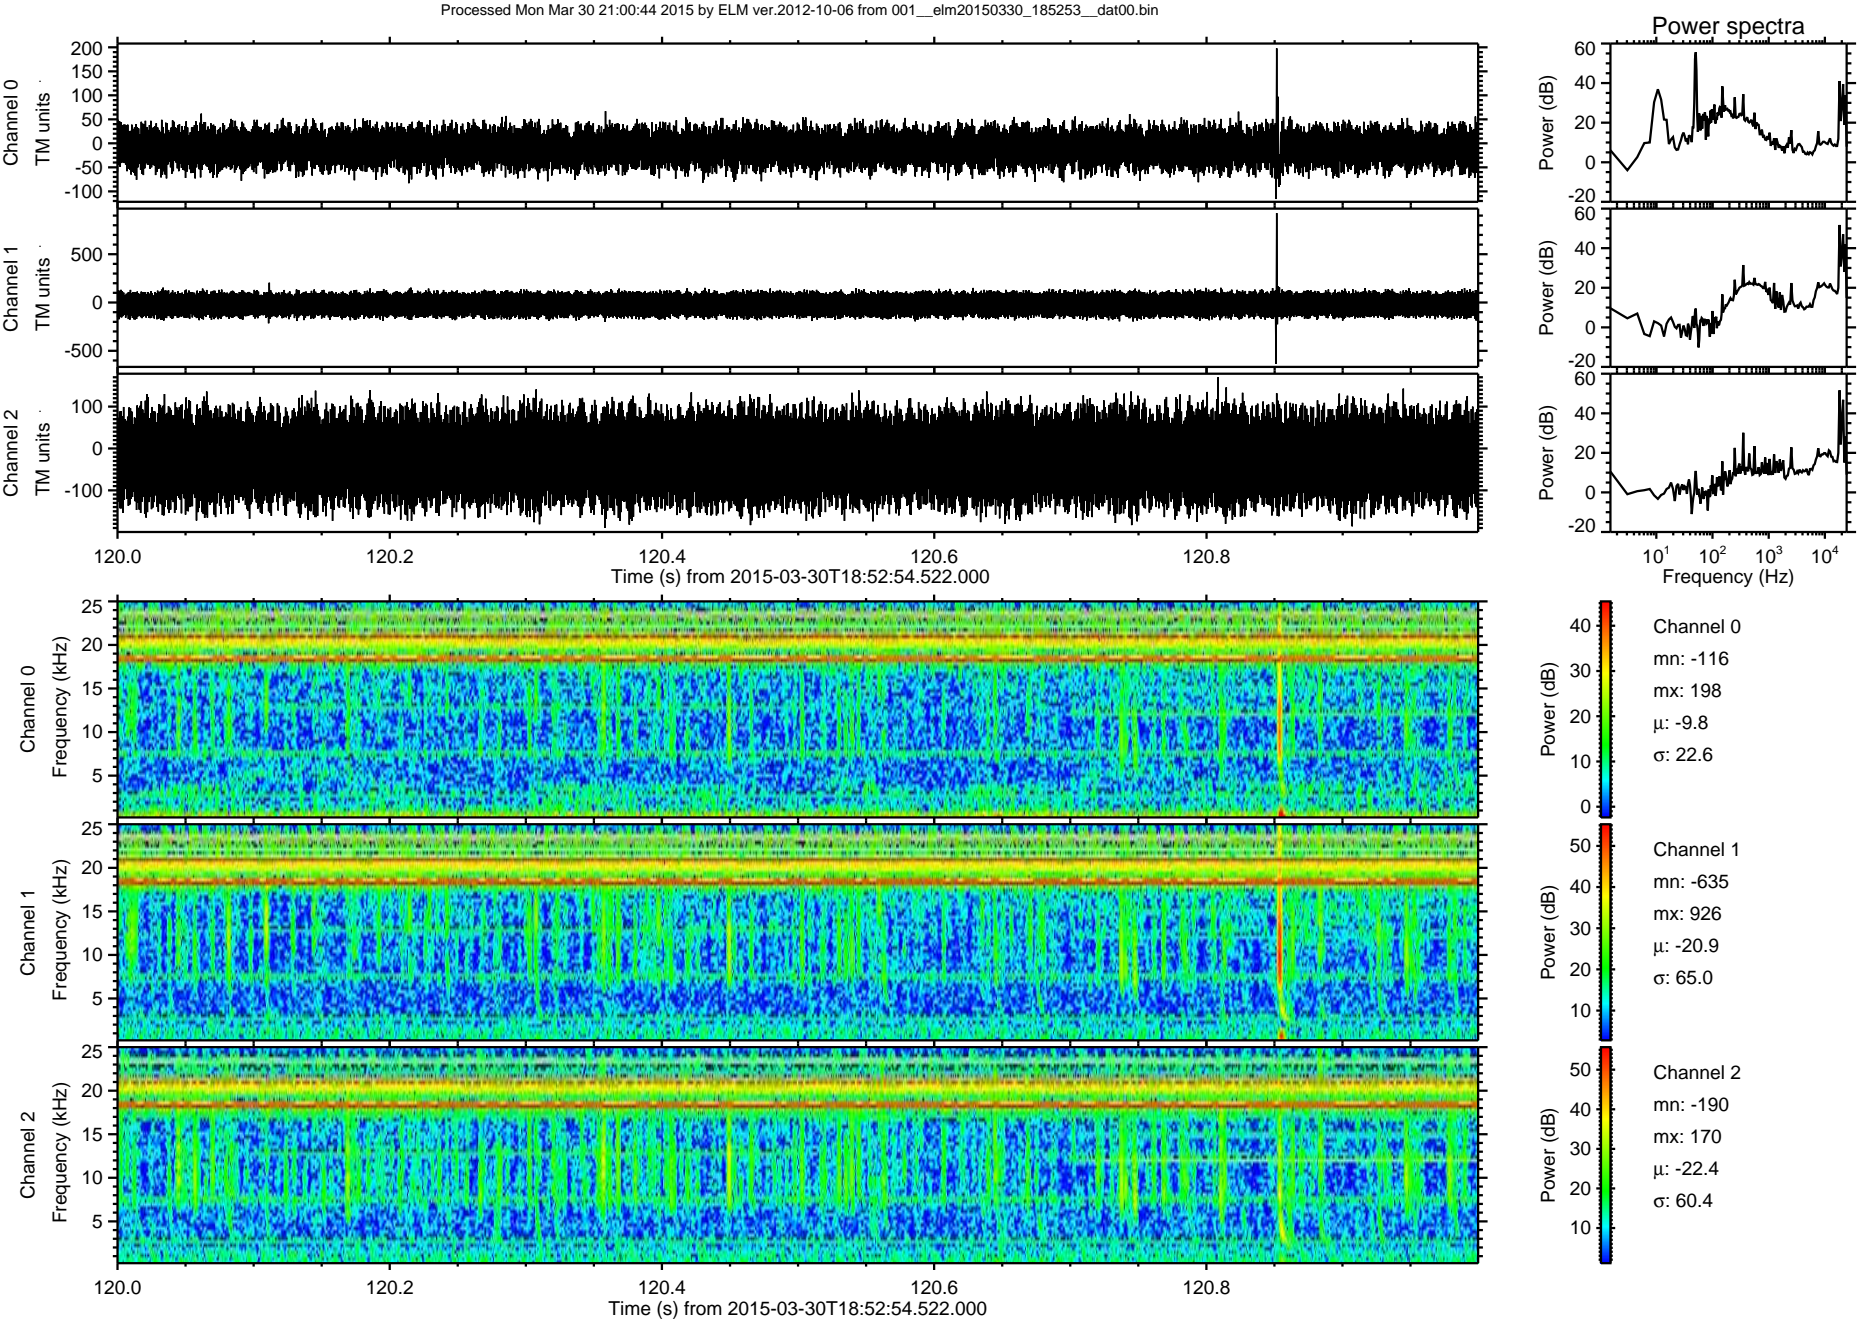 Processed Mon Mar 30 21:00:44 2015 by ELM ver.2012-10-06 from 001__elm20150330_185253__dat00.bin
Power spectra
Channel 0
TM units
200
150
100
50
0
-50
-100
Power (dB)
60
40
20
0
-20
Channel 1
TM units
500
0
-500
Power (dB)
60
40
20
0
-20
Channel 2
TM units
100
0
-100
Power (dB)
60
40
20
0
-20
120.0 120.2 120.4 120.6 120.8
Time (s) from 2015-03-30T18:52:54.522.000
10¹ 10² 10³ 10⁴
Frequency (Hz)
Channel 0
Frequency (kHz)
25
20
15
10
5
Power (dB)
40
30
20
10
0
Channel 0
mn: -116
mx: 198
μ: -9.8
σ: 22.6
Channel 1
Frequency (kHz)
25
20
15
10
5
Power (dB)
50
40
30
20
10
Channel 1
mn: -635
mx: 926
μ: -20.9
σ: 65.0
Channel 2
Frequency (kHz)
25
20
15
10
5
Power (dB)
50
40
30
20
10
Channel 2
mn: -190
mx: 170
μ: -22.4
σ: 60.4
120.0 120.2 120.4 120.6 120.8
Time (s) from 2015-03-30T18:52:54.522.000